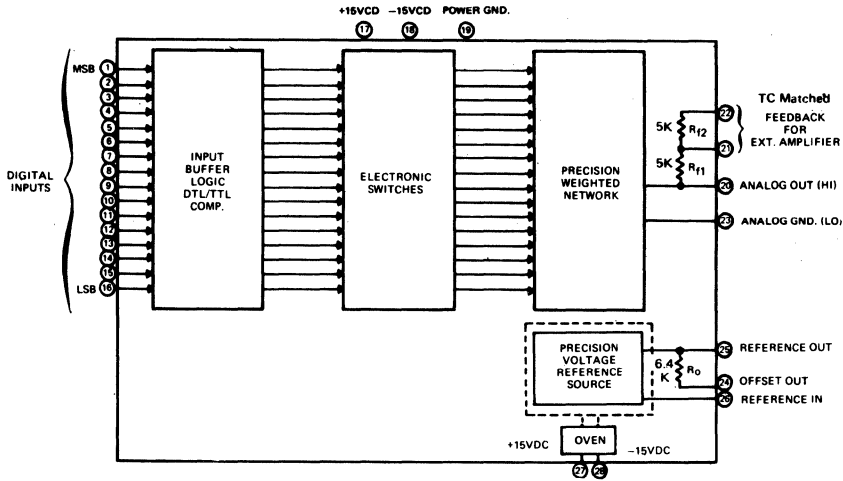 +15VCD -15VCD POWER GND.
17 18 19
MSB 1
2
3
4
5
6
7
8
9
10
11
12
13
14
15
LSB 16
DIGITAL
INPUTS
INPUT
BUFFER
LOGIC
DTL/TTL
COMP.
ELECTRONIC
SWITCHES
PRECISION
WEIGHTED
NETWORK
5K Rf2
5K Rf1
22
21
TC Matched
FEEDBACK
FOR
EXT. AMPLIFIER
20 ANALOG OUT (HI)
23 ANALOG GND. (LO)
PRECISION
VOLTAGE
REFERENCE
SOURCE
6.4
K
Ro
25 REFERENCE OUT
24 OFFSET OUT
26 REFERENCE IN
+15VDC OVEN -15VDC
27 28